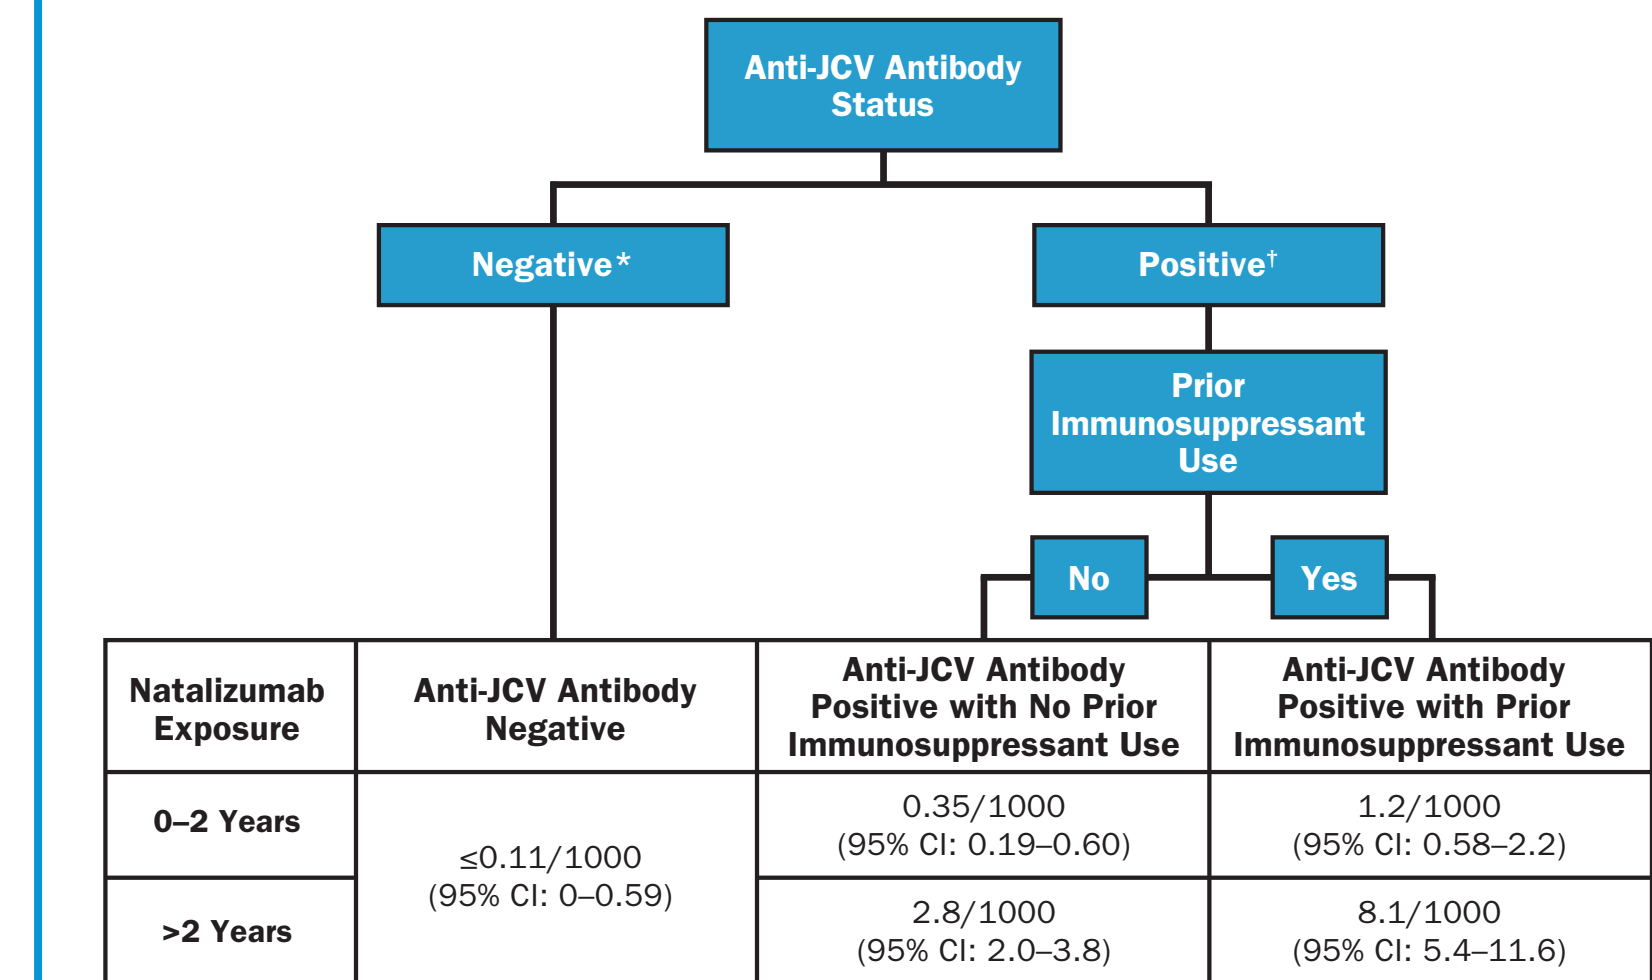 Anti-JCV Antibody
Status
Negative*
Positive†
Prior
Immunosuppressant
Use
No
Yes
Natalizumab
Exposure
Anti-JCV Antibody
Negative
Anti-JCV Antibody
Positive with No Prior
Immunosuppressant Use
Anti-JCV Antibody
Positive with Prior
Immunosuppressant Use
0–2 Years
≤0.11/1000
(95% CI: 0–0.59)
0.35/1000
(95% CI: 0.19–0.60)
1.2/1000
(95% CI: 0.58–2.2)
>2 Years
2.8/1000
(95% CI: 2.0–3.8)
8.1/1000
(95% CI: 5.4–11.6)